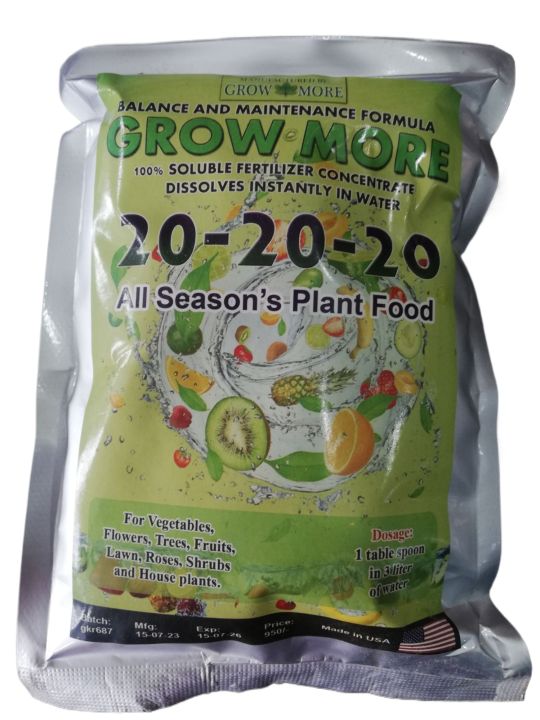 MANUFACTURED BY
GROW MORE
BALANCE AND MAINTENANCE FORMULA
GROW MORE
100% SOLUBLE FERTILIZER CONCENTRATE
DISSOLVES INSTANTLY IN WATER
20-20-20
All Season's Plant Food
For Vegetables,
Flowers, Trees, Fruits,
Lawn, Roses, Shrubs
and House plants.
Dosage:
1 table spoon
in 3 liter
of water
Batch:
gkr687
Mfg:
15-07-23
Exp:
15-07-26
Price:
950/-
Made in USA